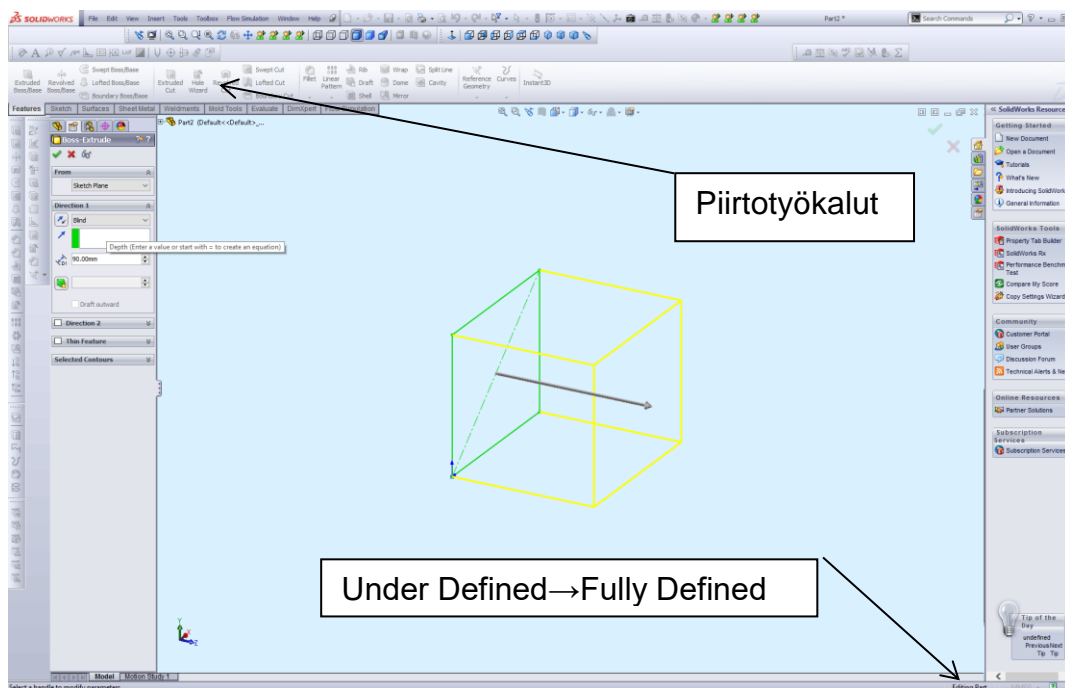 SOLIDWORKS File Edit View Insert Tools Toolbox Flow Simulation Window Help Part2 * Search Commands
Swept Boss/Base Swept Cut Rib Wrap Split Line
Extruded Boss/Base Revolved Boss/Base Lofted Boss/Base Extruded Cut Hole Wizard Lofted Cut Fillet Linear Pattern Draft Dome Cavity Reference Geometry Curves Instant3D
Boundary Boss/Base Shell Mirror
Features Sketch Surfaces Sheet Metal Weldments Mold Tools Evaluate
Part2 (Default<<Default>_...
Boss-Extrude
From
Sketch Plane
Direction 1
Blind
Depth (Enter a value or start with = to create an equation)
90.00mm
Draft outward
Direction 2
Thin Feature
Selected Contours
Piirtotyökalut
Under Defined→Fully Defined
SolidWorks Resource
Getting Started
New Document
Open a Document
Tutorials
What's New
Introducing SolidWork
General Information
SolidWorks Tools
Property Tab Builder
SolidWorks Rx
Performance Benchm
Test
Compare My Score
Copy Settings Wizard
Community
Customer Portal
User Groups
Discussion Forum
Technical Alerts & Ne
Online Resources
Partner Solutions
Subscription
Services
Subscription Services
Tip of the
Day
undefined
Previous Next
Tip Tip
Y
Z
Model Motion Study 1
Select a handle to modify parameters
Editing Part